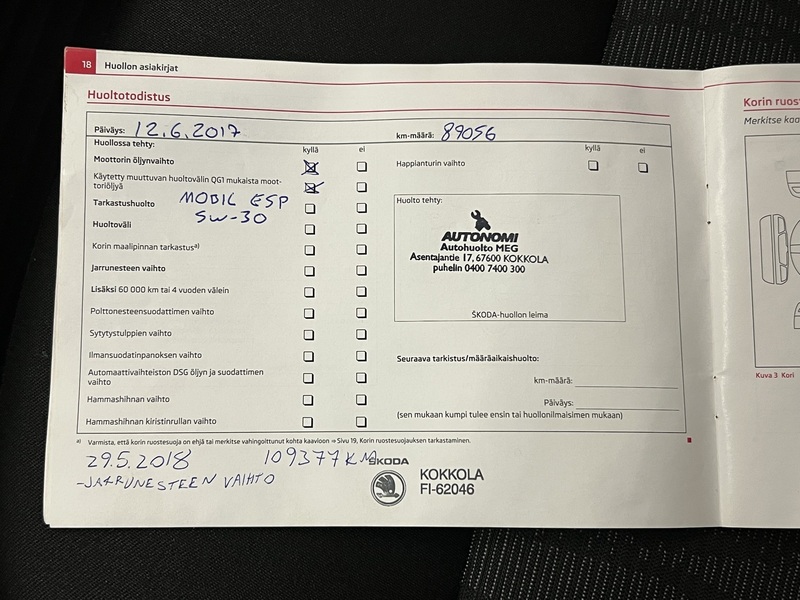 18 Huollon asiakirjat
Huoltotodistus
Päiväys: 12.6.2017 km-määrä: 89056
Huollossa tehty: kyllä ei
Moottorin öljynvaihto
Käytetty muuttuvan huoltovälin QG1 mukaista moot-
toriöljyä
Tarkastushuolto MOBIL ESP
5W-30
Huoltoväli
Korin maalipinnan tarkastus a)
Jarrunesteen vaihto
Lisäksi 60 000 km tai 4 vuoden välein
Polttonesteensuodattimen vaihto
Sytytystulppien vaihto
Ilmansuodatinpanoksen vaihto
Automaattivaihteiston DSG öljyn ja suodattimen
vaihto
Hammashihnan vaihto
Hammashihnan kiristinrullan vaihto
kyllä ei
Happianturin vaihto
Huolto tehty:
AUTONOMI
Autohuolto MEG
Asentajantie 17, 67600 KOKKOLA
puhelin 0400 7400 300
ŠKODA-huollon leima
Seuraava tarkistus/määräaikaishuolto:
km-määrä:
Päiväys:
(sen mukaan kumpi tulee ensin tai huollonilmaisimen mukaan)
a) Varmista, että korin ruostesuoja on ehjä tai merkitse vahingoittunut kohta kaavioon ⇒ Sivu 19, Korin ruostesuojauksen tarkastaminen.
29.5.2018 109377 KM
-JARRUNESTEEN VAIHTO
ŠKODA
KOKKOLA
FI-62046
Korin ruost
Merkitse kaa
Kuva 3 Kori